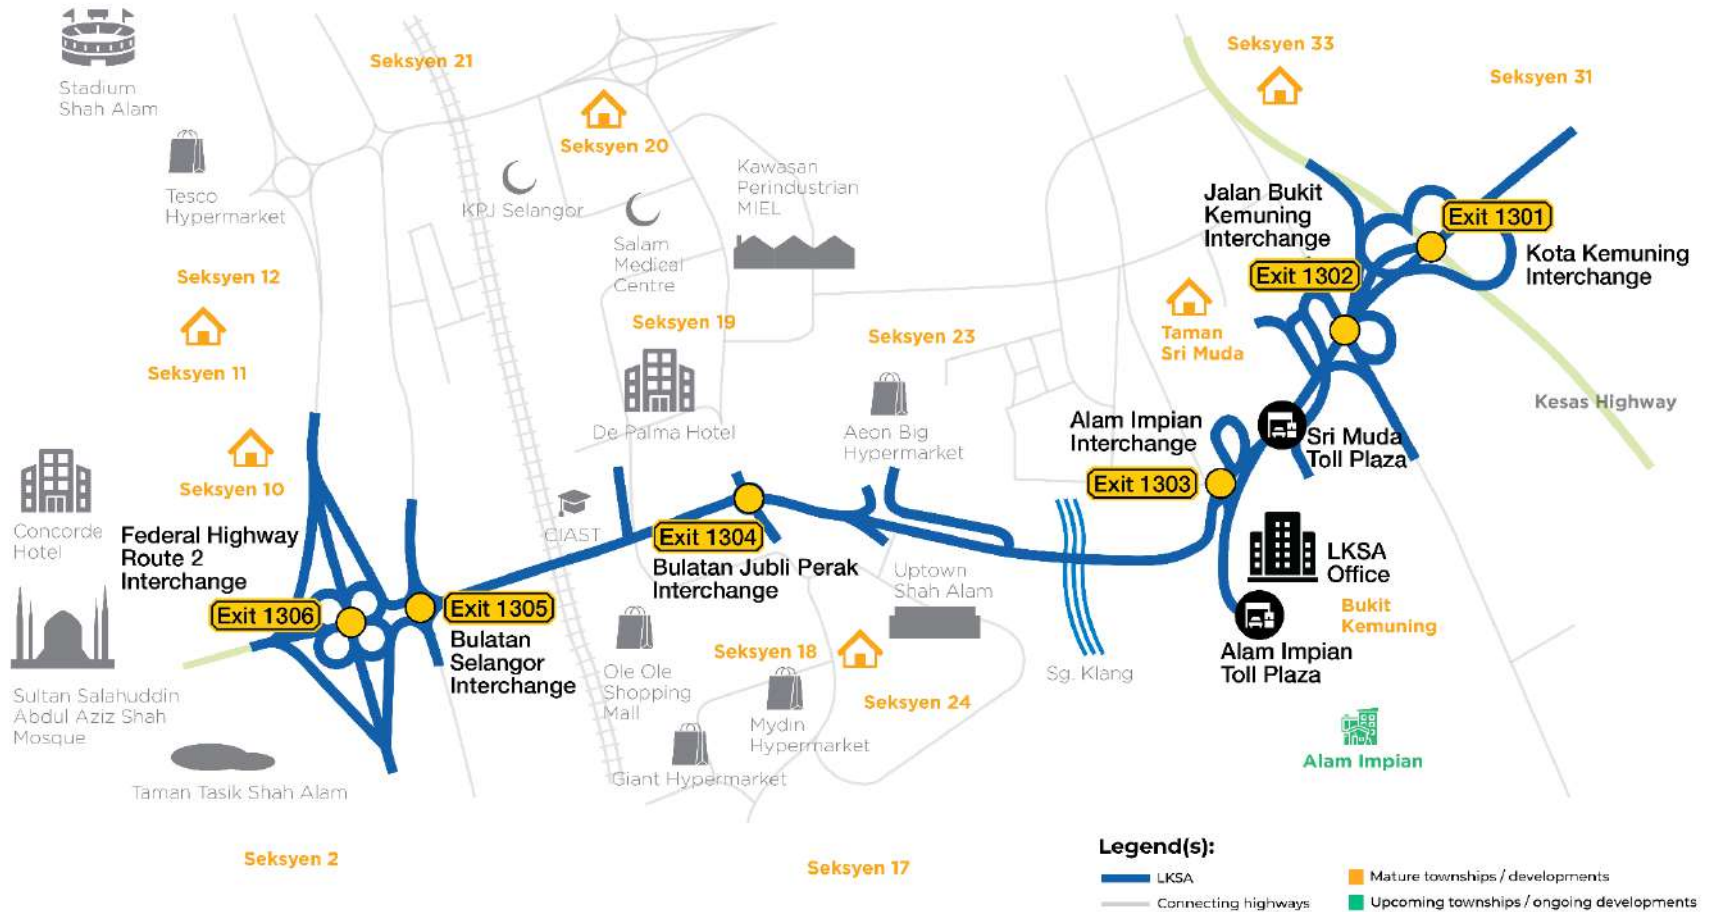 Stadium
Shah Alam
Seksyen 21
Seksyen 33
Seksyen 31
Seksyen 20
Tesco
Hypermarket
KPJ Selangor
Kawasan
Perindustrian
MIEL
Salam
Medical
Centre
Jalan Bukit
Kemuning
Interchange
Exit 1301
Exit 1302
Kota Kemuning
Interchange
Seksyen 12
Seksyen 11
Seksyen 19
Seksyen 23
Taman
Sri Muda
Kesas Highway
De Palma Hotel
Aeon Big
Hypermarket
Alam Impian
Interchange
Exit 1303
Sri Muda
Toll Plaza
Seksyen 10
Concorde
Hotel
Federal Highway
Route 2
Interchange
CIAST
Exit 1304
Bulatan Jubli Perak
Interchange
Uptown
Shah Alam
LKSA
Office
Exit 1306
Exit 1305
Bulatan
Selangor
Interchange
Bukit
Kemuning
Alam Impian
Toll Plaza
Sg. Klang
Seksyen 18
Ole Ole
Shopping
Mall
Seksyen 24
Sultan Salahuddin
Abdul Aziz Shah
Mosque
Mydin
Hypermarket
Giant Hypermarket
Taman Tasik Shah Alam
Alam Impian
Seksyen 2
Seksyen 17
Legend(s):
LKSA
Connecting highways
Mature townships / developments
Upcoming townships / ongoing developments